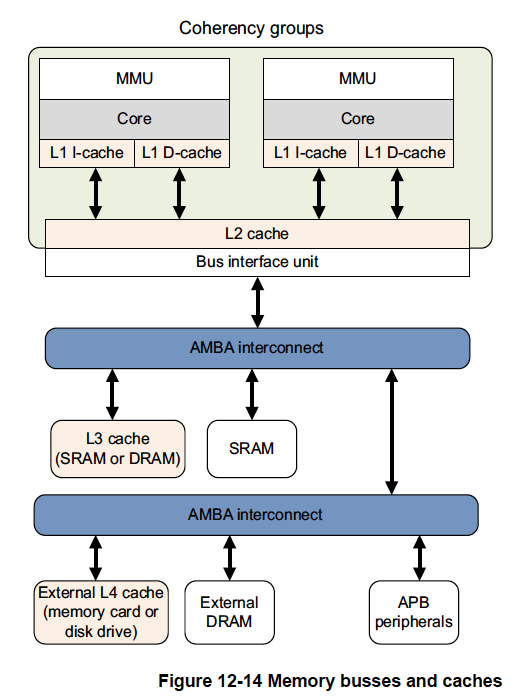 Coherency groups
MMU
MMU
Core
Core
L1 I-cache
L1 D-cache
L1 I-cache
L1 D-cache
L2 cache
Bus interface unit
AMBA interconnect
L3 cache
(SRAM or DRAM)
SRAM
AMBA interconnect
External L4 cache
(memory card or
disk drive)
External
DRAM
APB
peripherals
Figure 12-14 Memory busses and caches